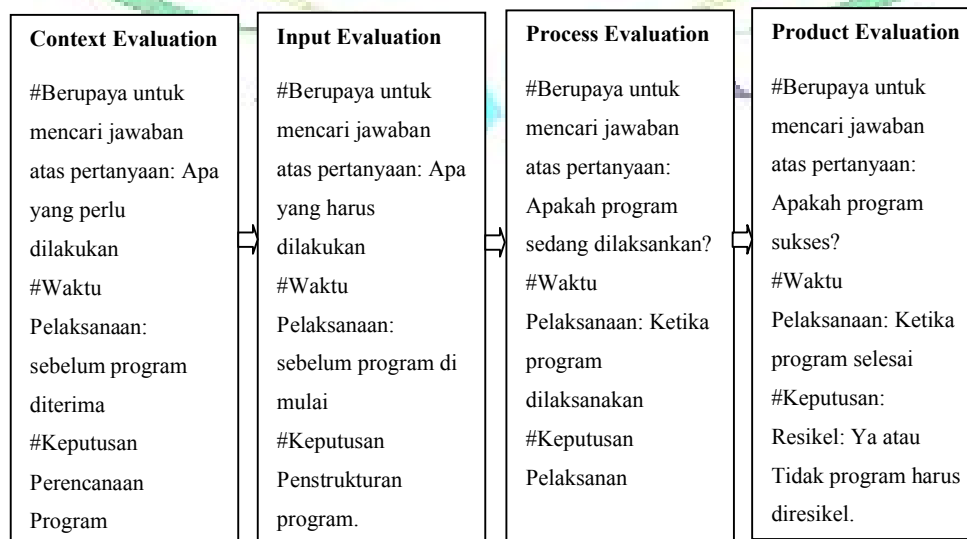 Context Evaluation
#Berupaya untuk
mencari jawaban
atas pertanyaan: Apa
yang perlu
dilakukan
#Waktu
Pelaksanaan:
sebelum program
diterima
#Keputusan
Perencanaan
Program
Input Evaluation
#Berupaya untuk
mencari jawaban
atas pertanyaan: Apa
yang harus
dilakukan
#Waktu
Pelaksanaan:
sebelum program di
mulai
#Keputusan
Penstrukturan
program.
Process Evaluation
#Berupaya untuk
mencari jawaban
atas pertanyaan:
Apakah program
sedang dilaksankan?
#Waktu
Pelaksanaan: Ketika
program
dilaksanakan
#Keputusan
Pelaksanan
Product Evaluation
#Berupaya untuk
mencari jawaban
atas pertanyaan:
Apakah program
sukses?
#Waktu
Pelaksanaan: Ketika
program selesai
#Keputusan:
Resikel: Ya atau
Tidak program harus
diresikel.